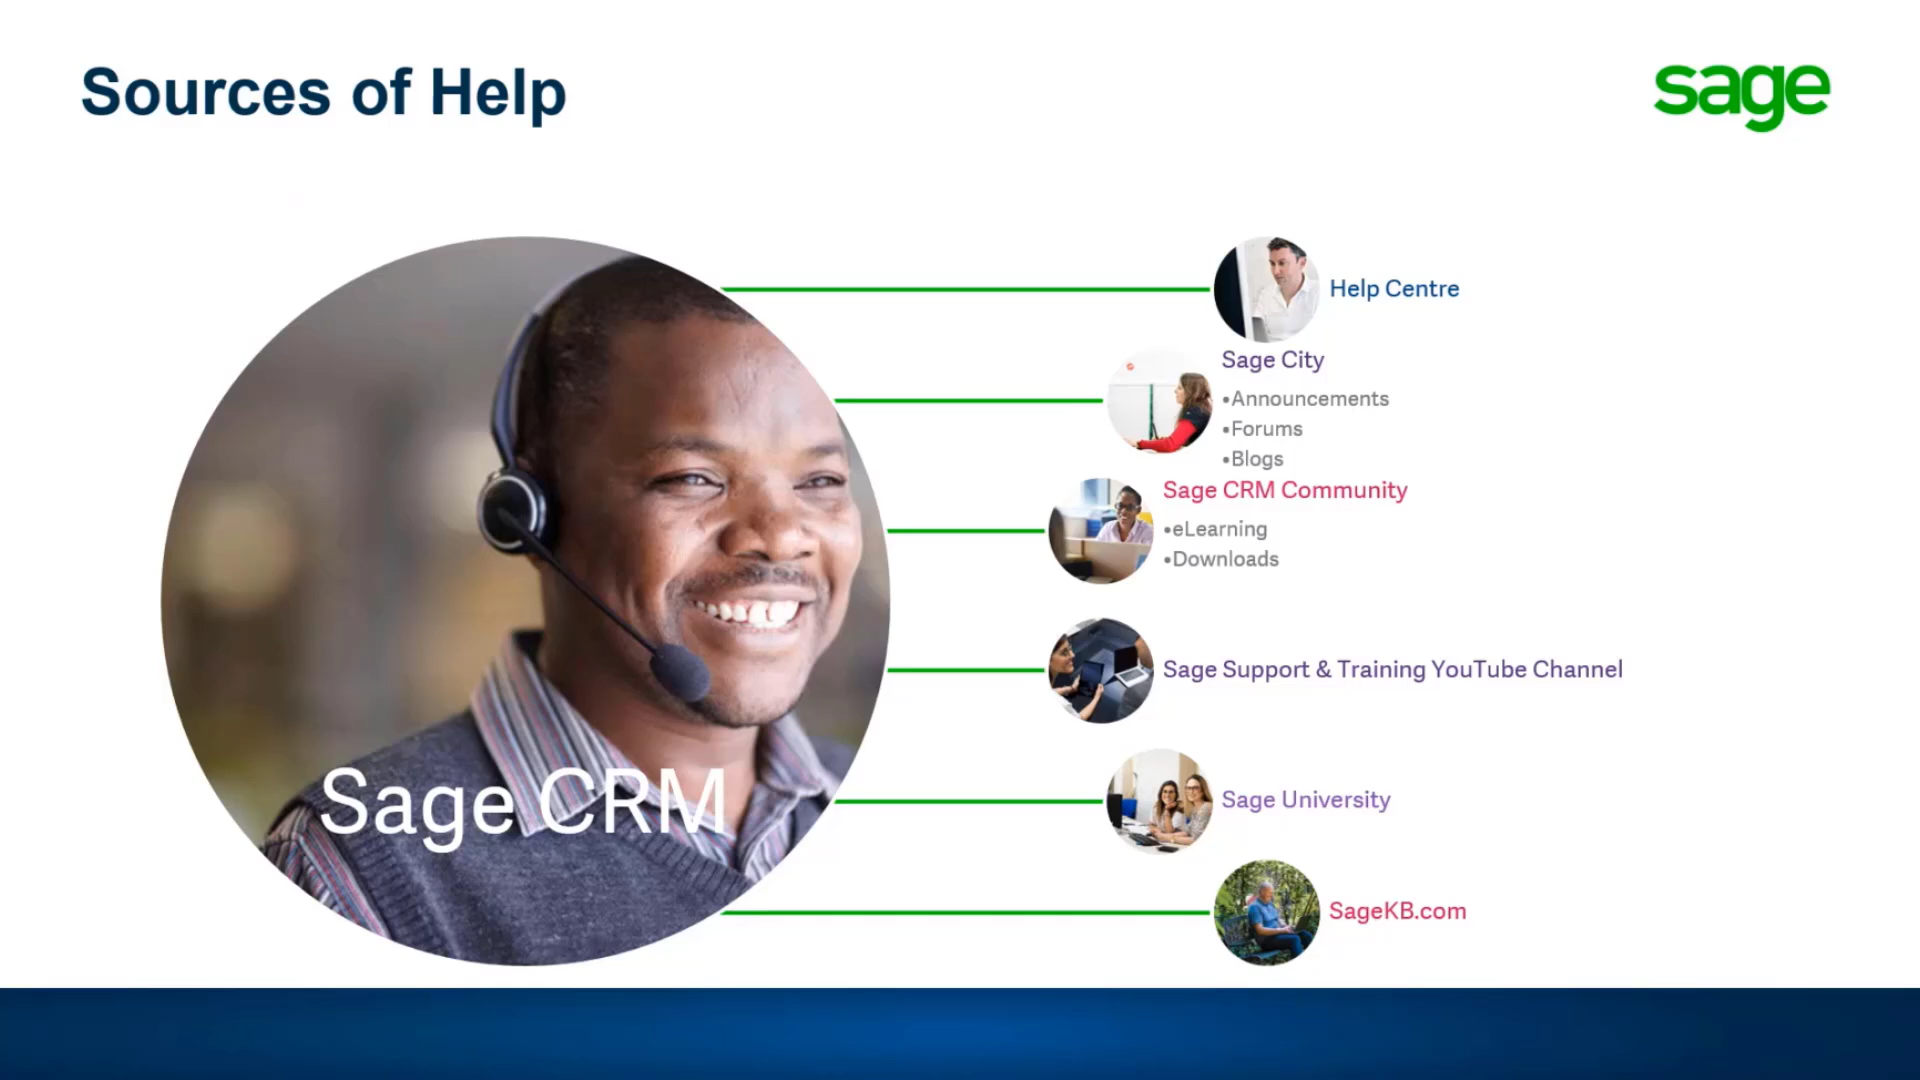 Sources of Help
sage
Help Centre
Sage City
•Announcements
•Forums
•Blogs
Sage CRM Community
•eLearning
•Downloads
Sage Support & Training YouTube Channel
Sage CRM
Sage University
SageKB.com